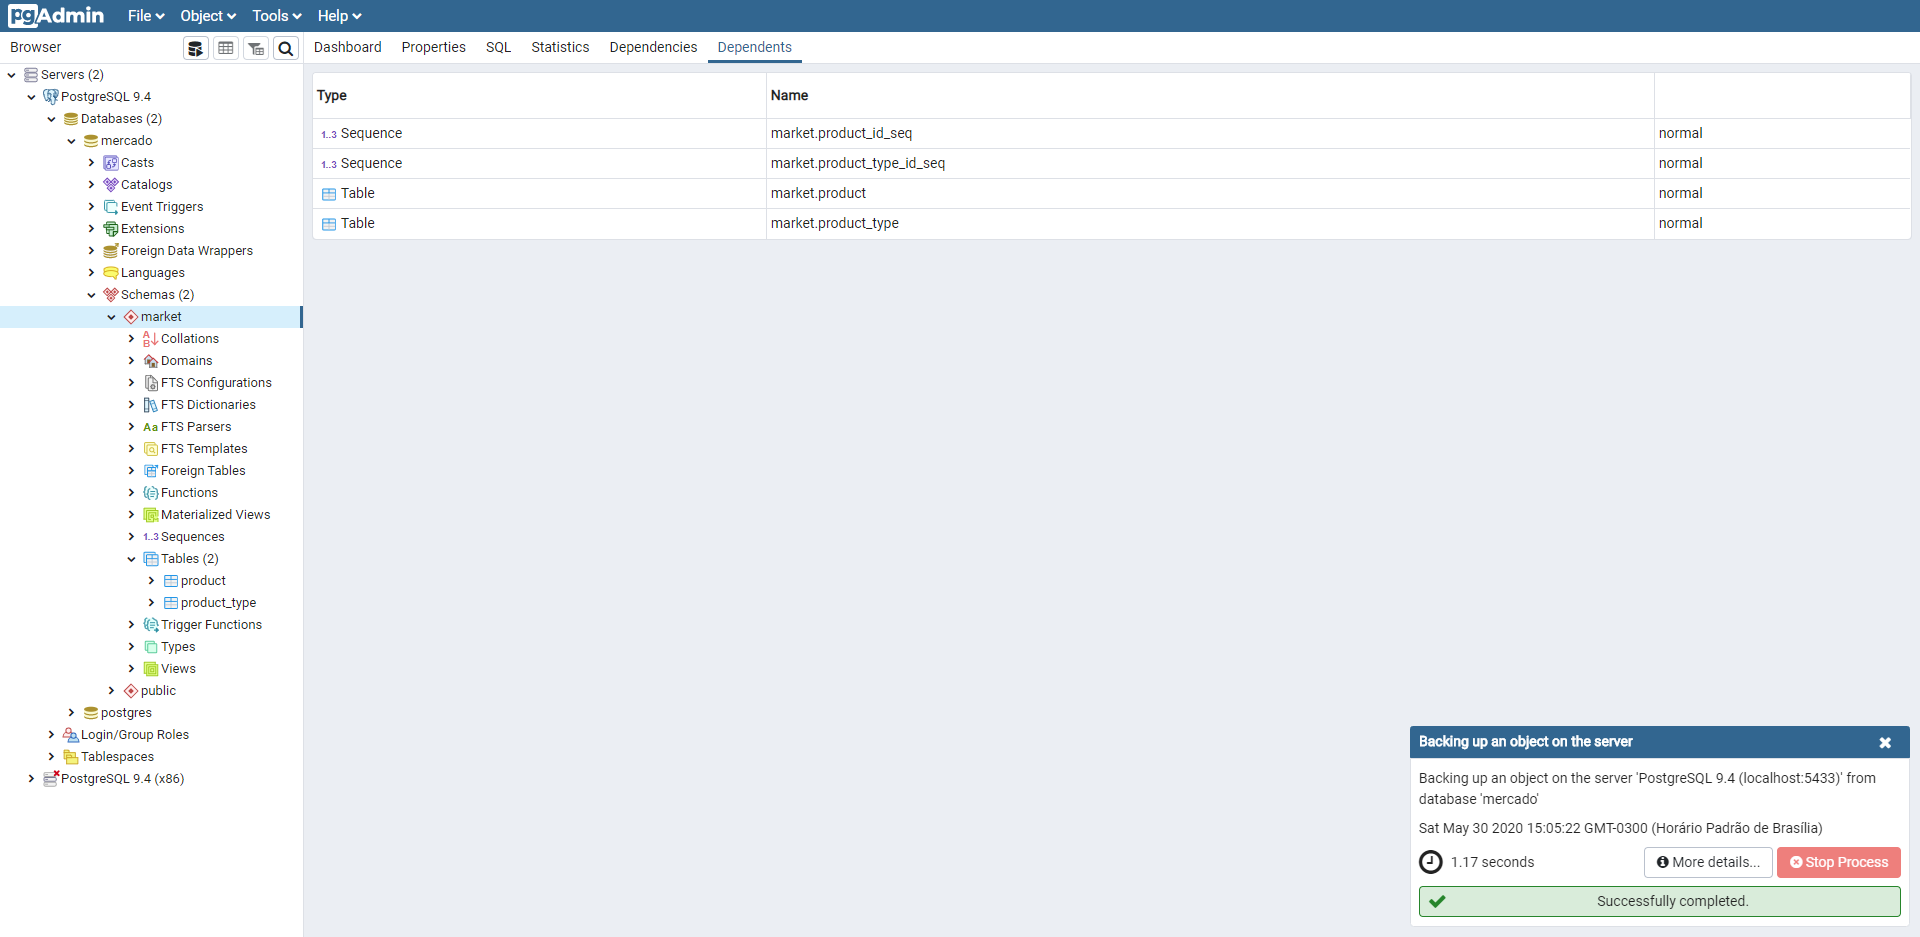 pgAdmin File Object Tools Help
Browser
Dashboard Properties SQL Statistics Dependencies Dependents
Servers (2)
PostgreSQL 9.4
Databases (2)
mercado
Casts
Catalogs
Event Triggers
Extensions
Foreign Data Wrappers
Languages
Schemas (2)
market
Collations
Domains
FTS Configurations
FTS Dictionaries
Aa FTS Parsers
FTS Templates
Foreign Tables
Functions
Materialized Views
1..3 Sequences
Tables (2)
product
product_type
Trigger Functions
Types
Views
public
postgres
Login/Group Roles
Tablespaces
PostgreSQL 9.4 (x86)
Type Name
1..3 Sequence market.product_id_seq normal
1..3 Sequence market.product_type_id_seq normal
Table market.product normal
Table market.product_type normal
Backing up an object on the server
Backing up an object on the server 'PostgreSQL 9.4 (localhost:5433)' from
database 'mercado'
Sat May 30 2020 15:05:22 GMT-0300 (Horário Padrão de Brasília)
1.17 seconds More details... Stop Process
Successfully completed.